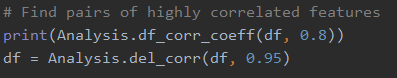 # Find pairs of highly correlated features
print(Analysis.df_corr_coeff(df, 0.8))
df = Analysis.del_corr(df, 0.95)